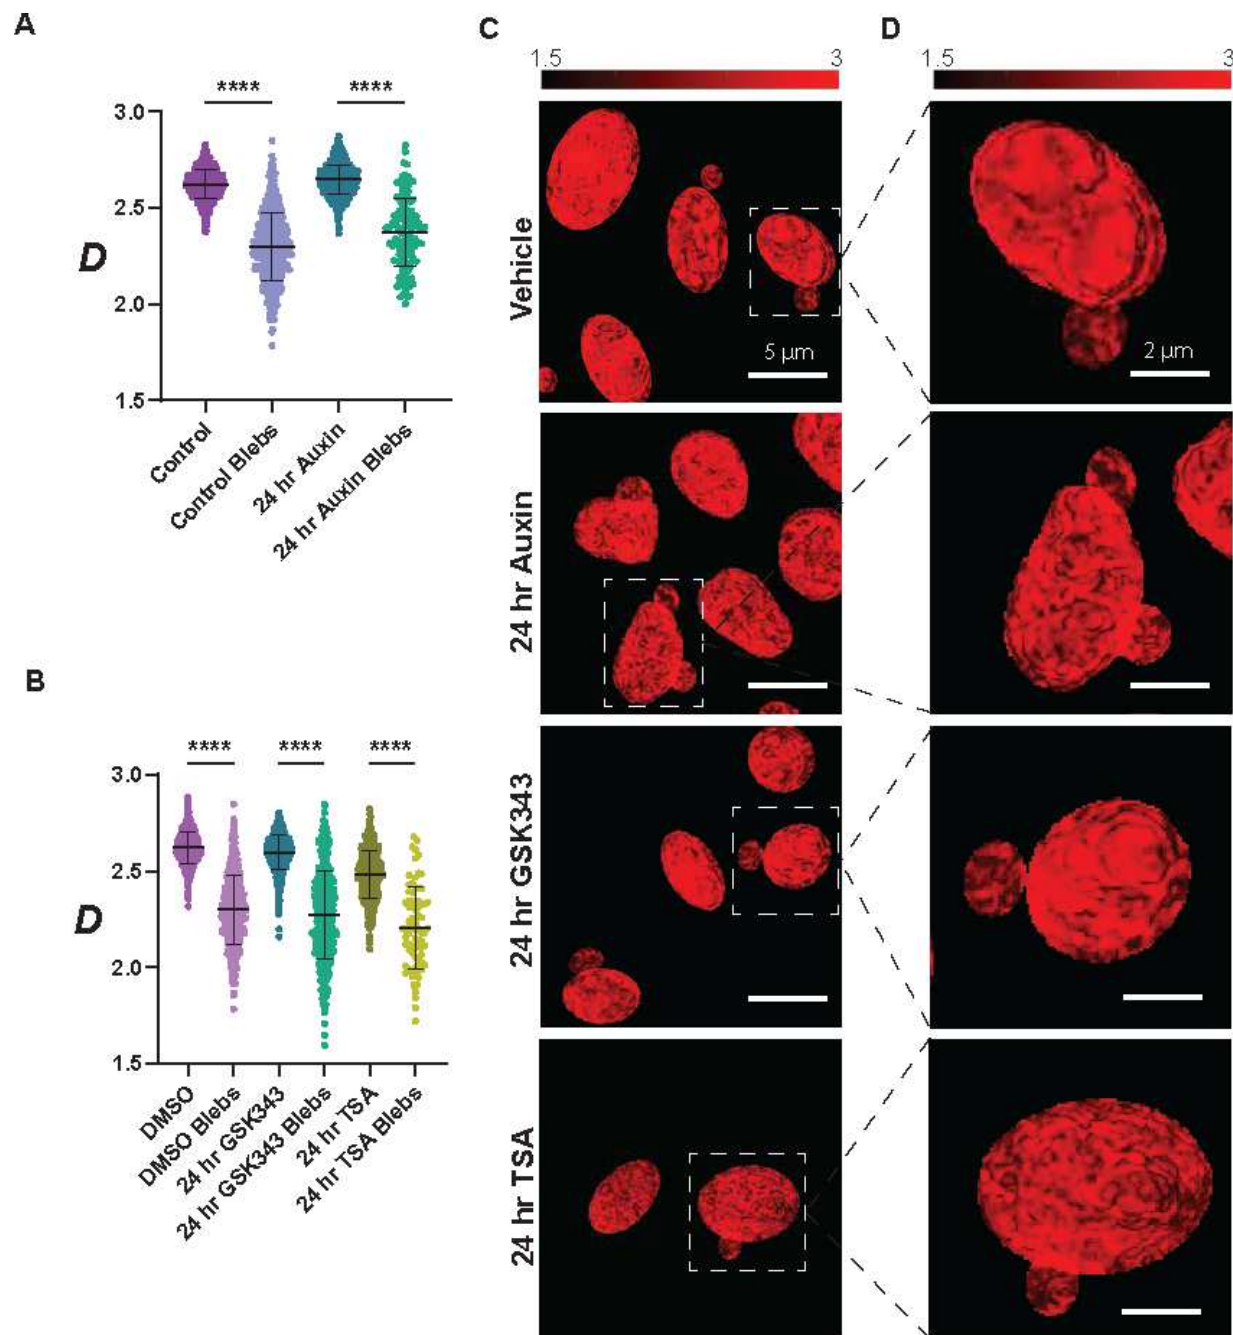 A
****
****
3.0
2.5
2.0
1.5
D
Control
Control Blebs
24 hr Auxin
24 hr Auxin Blebs
B
****
****
****
3.0
2.5
2.0
1.5
D
DMSO
DMSO Blebs
24 hr GSK343
24 hr GSK343 Blebs
24 hr TSA
24 hr TSA Blebs
C
1.5
3
Vehicle
5 µm
24 hr Auxin
24 hr GSK343
24 hr TSA
D
1.5
3
2 µm